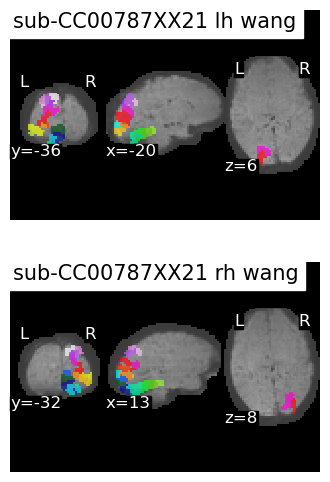 sub-CC00787XX21 lh wang
L R
L R
y=-36 x=-20
z=6
sub-CC00787XX21 rh wang
L R
L R
y=-32 x=13
z=8